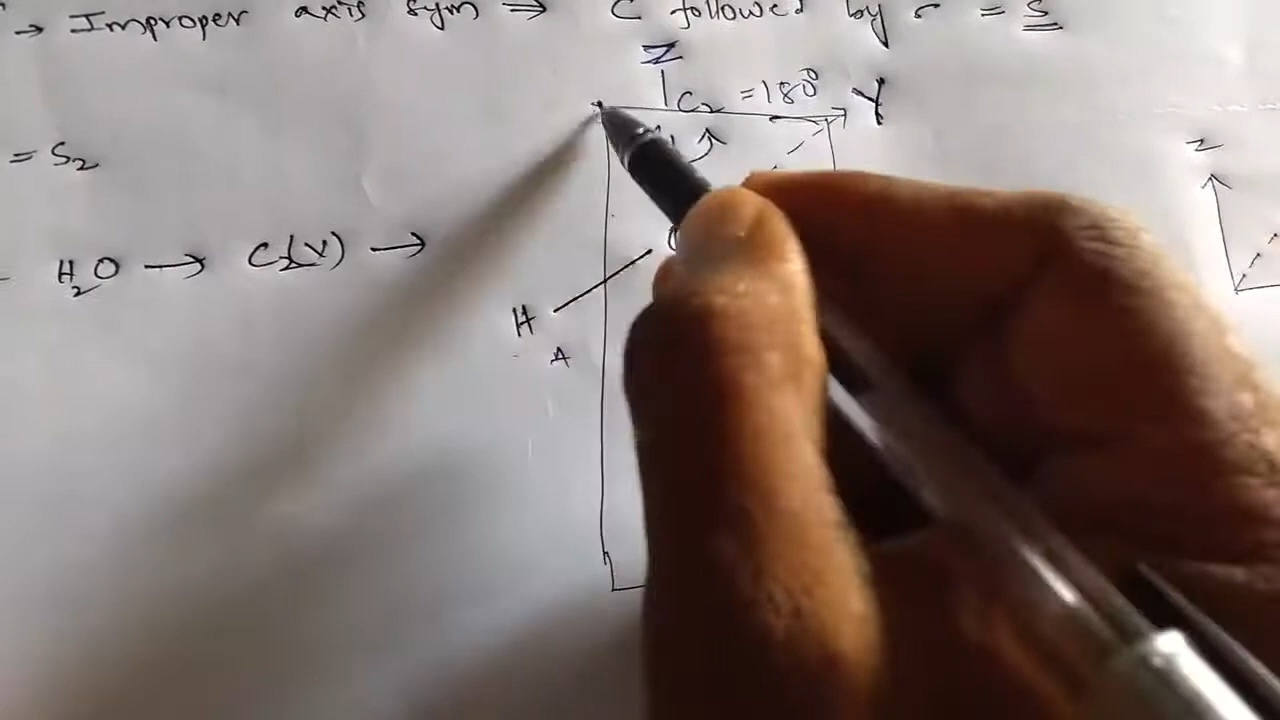 → Improper axis sym ⇒ C followed by σ = S
Z
C₂ = 180° Y
= S₂
Z
H₂O → C₂(V) →
H
A